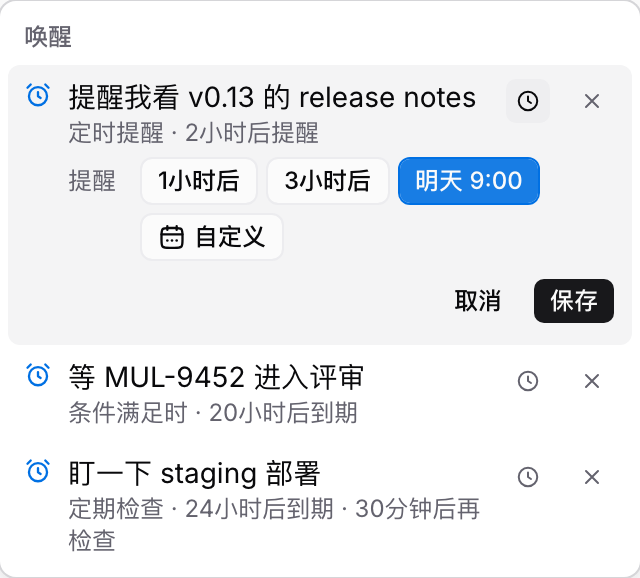 唤醒
提醒我看 v0.13 的 release notes
定时提醒 · 2小时后提醒
提醒 1小时后 3小时后 明天 9:00
自定义
取消 保存
等 MUL-9452 进入评审
条件满足时 · 20小时后到期
盯一下 staging 部署
定期检查 · 24小时后到期 · 30分钟后再
检查